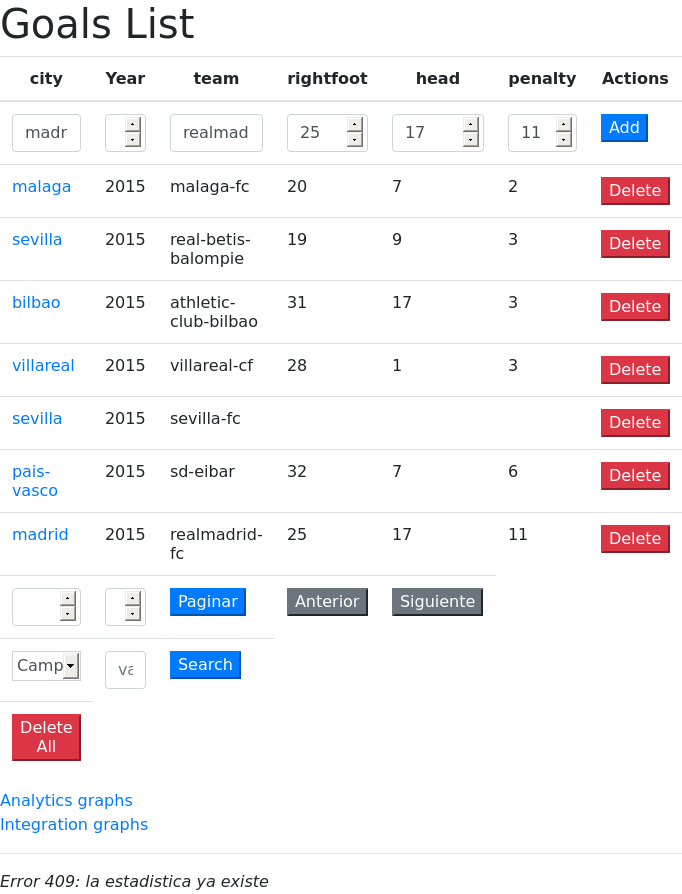 Goals List
city Year team rightfoot head penalty Actions
madr realmad 25 17 11 Add
malaga 2015 malaga-fc 20 7 2 Delete
sevilla 2015 real-betis- 19 9 3 Delete
balompie
bilbao 2015 athletic- 31 17 3 Delete
club-bilbao
villareal 2015 villareal-cf 28 1 3 Delete
sevilla 2015 sevilla-fc Delete
pais- 2015 sd-eibar 32 7 6 Delete
vasco
madrid 2015 realmadrid- 25 17 11 Delete
fc
Paginar Anterior Siguiente
Camp va Search
Delete
All
Analytics graphs
Integration graphs
Error 409: la estadistica ya existe